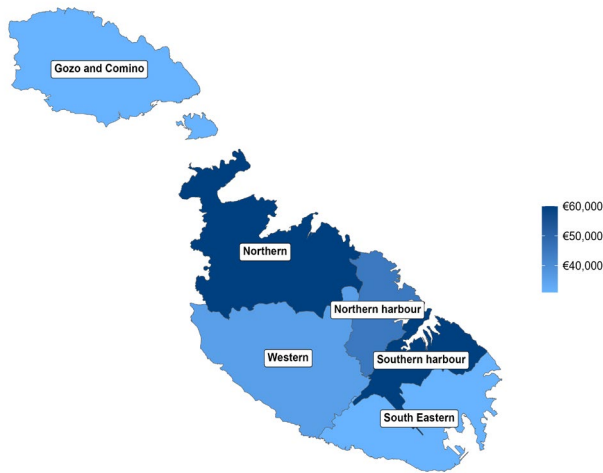 Gozo and Comino
Northern
Northern harbour
Western
Southern harbour
South Eastern
€60,000
€50,000
€40,000